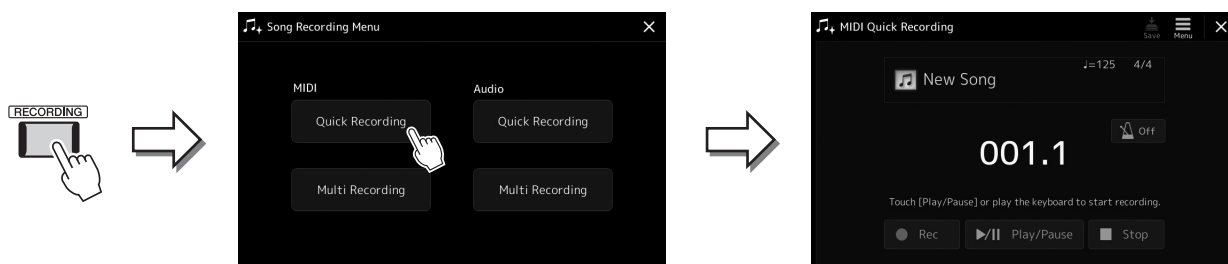 RECORDING
Song Recording Menu
MIDI
Audio
Quick Recording
Quick Recording
Multi Recording
Multi Recording
MIDI Quick Recording
Save
Menu
New Song
♩=125 4/4
Off
001.1
Touch [Play/Pause] or play the keyboard to start recording.
Rec
Play/Pause
Stop